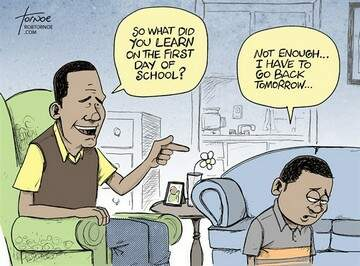 Tornoe
ROBTORNOE
.COM
SO WHAT DID
YOU LEARN
ON THE FIRST
DAY OF
SCHOOL?
NOT ENOUGH...
I HAVE TO
GO BACK
TOMORROW...